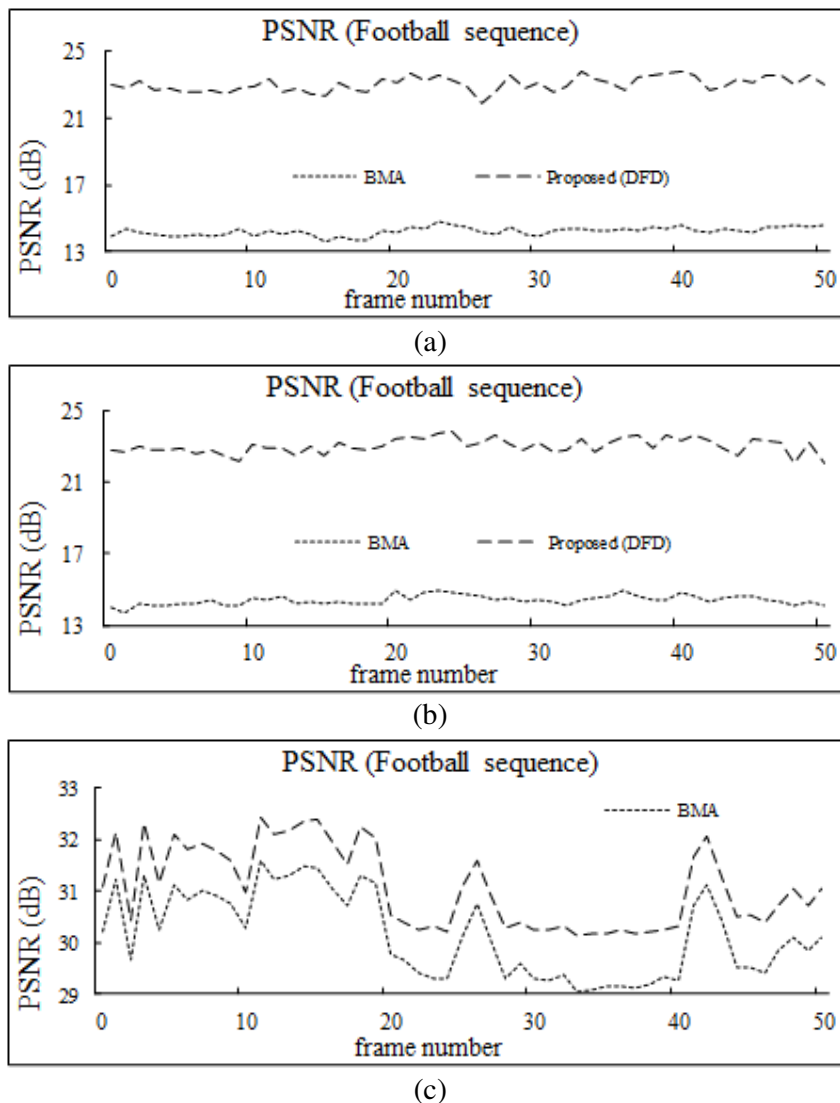 PSNR (Football sequence)
25
21
17
13
PSNR (dB)
BMA
Proposed (DFD)
0 10 20 30 40 50
frame number
(a)
PSNR (Football sequence)
25
21
17
13
PSNR (dB)
BMA
Proposed (DFD)
0 10 20 30 40 50
frame number
(b)
PSNR (Football sequence)
33
32
31
30
29
PSNR (dB)
BMA
0 10 20 30 40 50
frame number
(c)